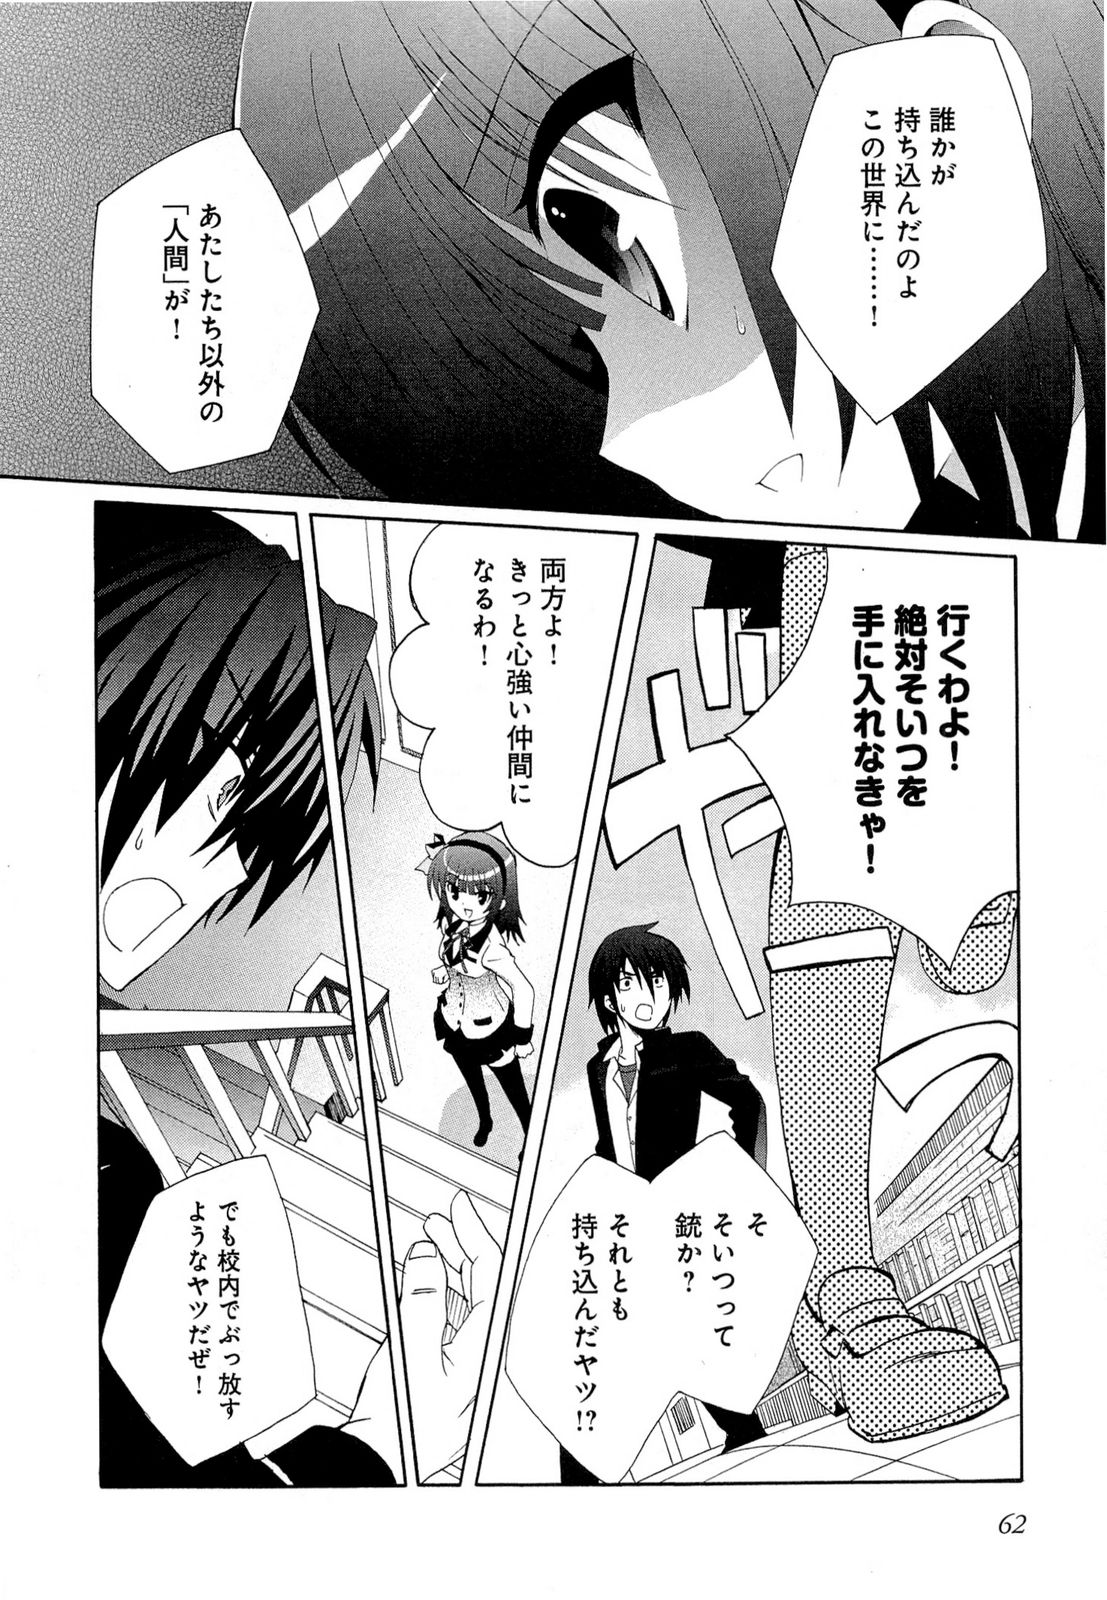 誰かが
持ち込んだのよ
この世界に……！
あたしたち以外の
「人間」が！
行くわよ！
絶対そいつを
手に入れなきゃ！
ザッ
そ
そいつって
銃か？
それとも
持ち込んだヤツ!?
両方よ！
きっと心強い仲間に
なるわ！
でも校内でぶっ放す
ようなヤツだぜ！
62